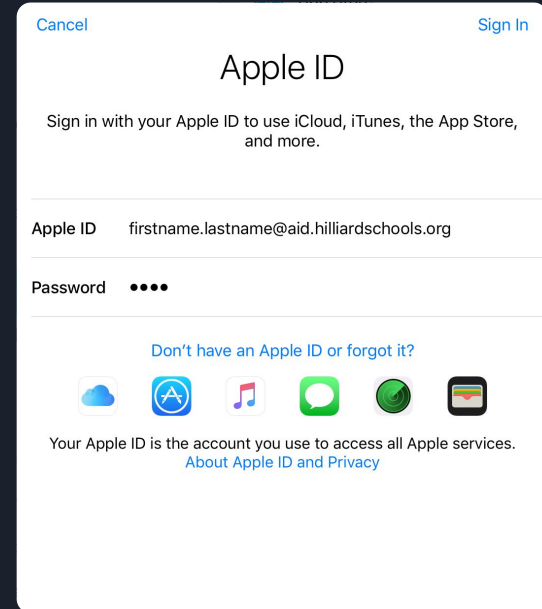 Cancel Sign In
Apple ID
Sign in with your Apple ID to use iCloud, iTunes, the App Store,
and more.
Apple ID firstname.lastname@aid.hilliardschools.org
Password ●●●●
Don't have an Apple ID or forgot it?
Your Apple ID is the account you use to access all Apple services.
About Apple ID and Privacy